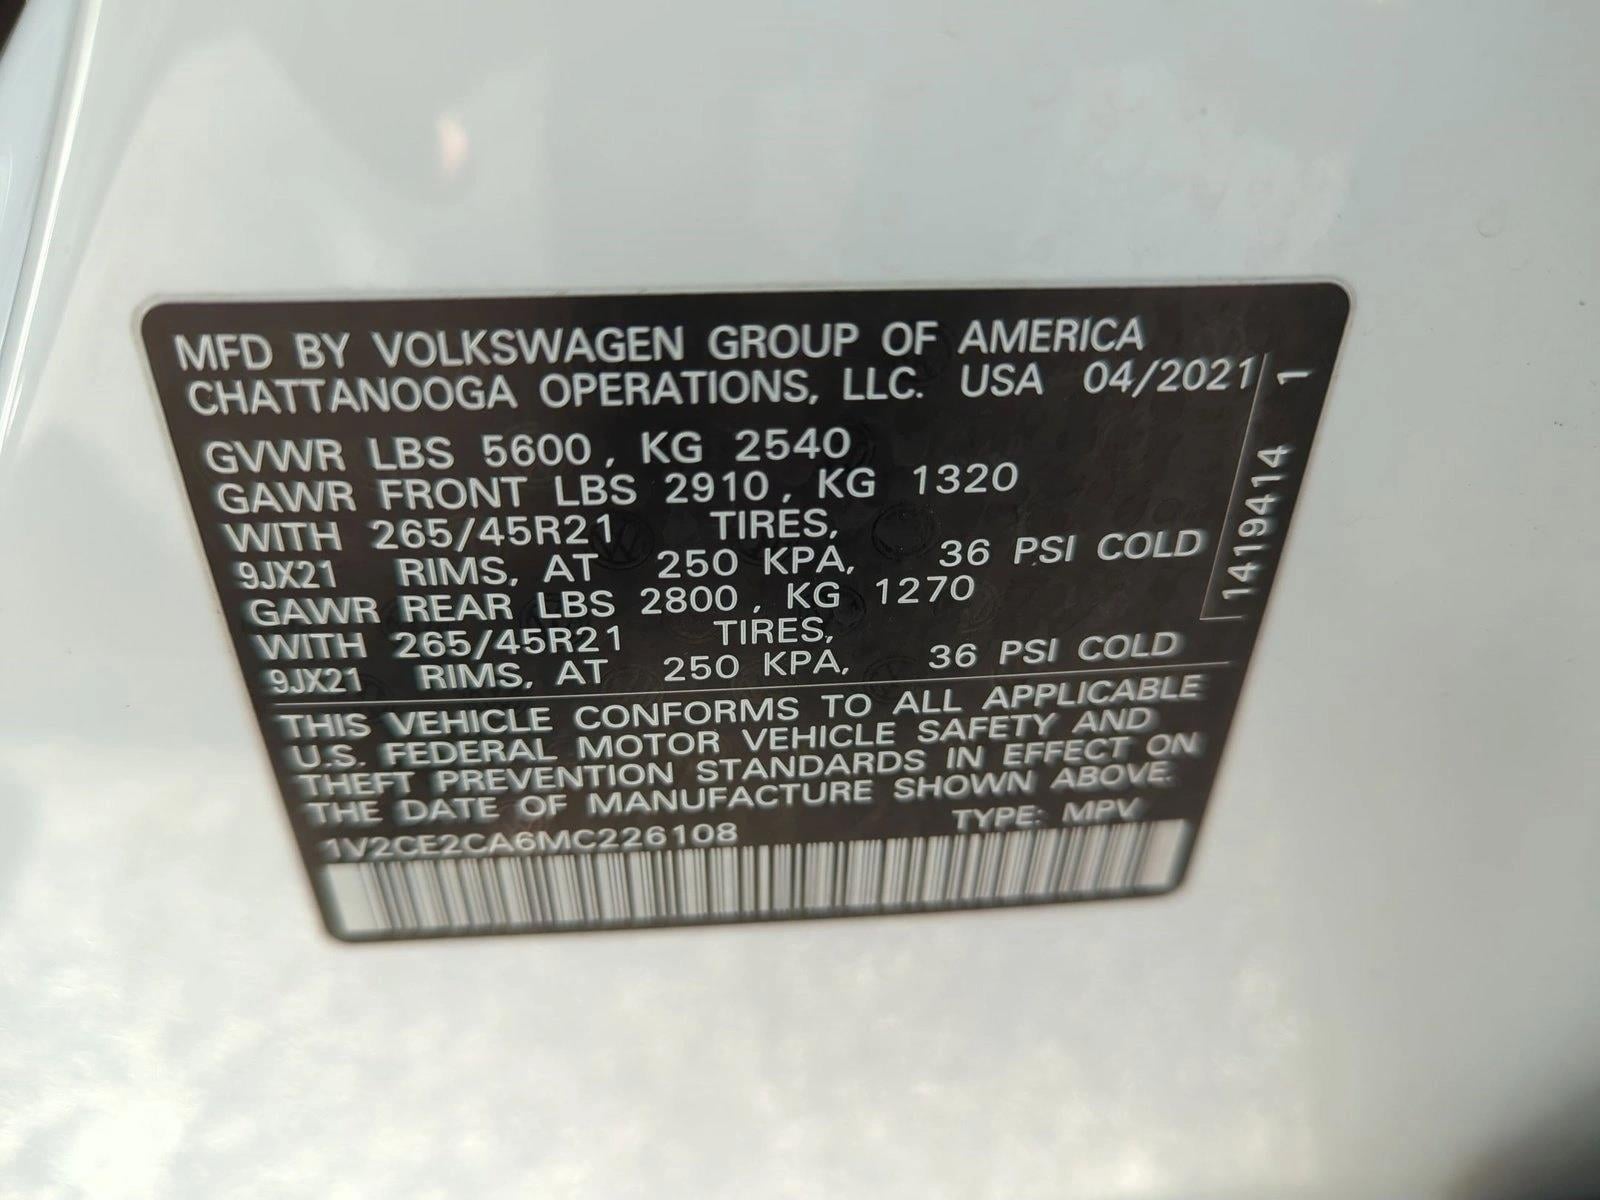 MFD BY VOLKSWAGEN GROUP OF AMERICA
CHATTANOOGA OPERATIONS, LLC. USA 04/2021
GVWR LBS 5600, KG 2540
GAWR FRONT LBS 2910, KG 1320
WITH 265/45R21 TIRES,
9JX21 RIMS, AT 250 KPA, 36 PSI COLD
GAWR REAR LBS 2800, KG 1270
WITH 265/45R21 TIRES,
9JX21 RIMS, AT 250 KPA, 36 PSI COLD
THIS VEHICLE CONFORMS TO ALL APPLICABLE
U.S. FEDERAL MOTOR VEHICLE SAFETY AND
THEFT PREVENTION STANDARDS IN EFFECT ON
THE DATE OF MANUFACTURE SHOWN ABOVE.
1V2CE2CA6MC226108 TYPE: MPV
1419414 1